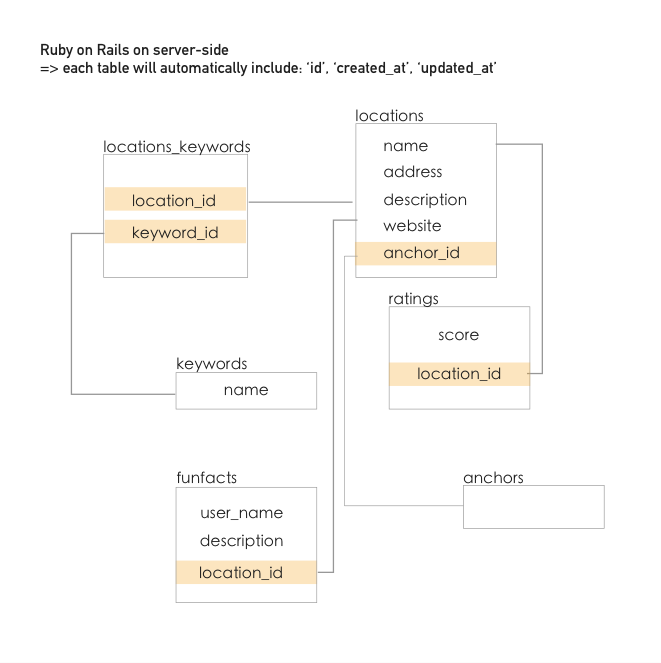 Ruby on Rails on server-side
=> each table will automatically include: ‘id’, ‘created_at’, ‘updated_at’
locations
name
address
description
website
anchor_id
locations_keywords
location_id
keyword_id
ratings
score
location_id
keywords
name
funfacts
user_name
description
location_id
anchors